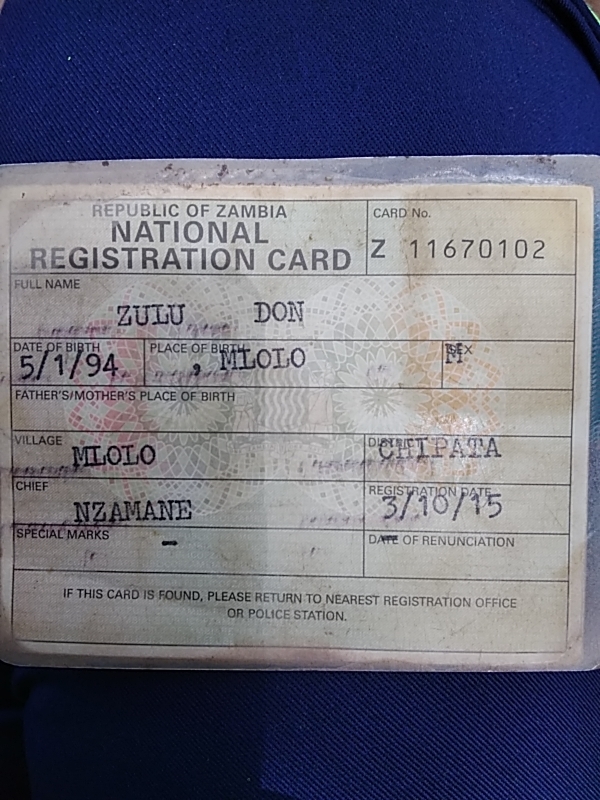 REPUBLIC OF ZAMBIA
NATIONAL
REGISTRATION CARD
CARD No.
Z 11670102
FULL NAME
ZULU DON
DATE OF BIRTH
5/1/94
PLACE OF BIRTH
, MLOLO
SEX
M
FATHER'S/MOTHER'S PLACE OF BIRTH
VILLAGE
MLOLO
DISTRICT
CHIPATA
CHIEF
NZAMANE
REGISTRATION DATE
3/10/15
SPECIAL MARKS
-
DATE OF RENUNCIATION
IF THIS CARD IS FOUND, PLEASE RETURN TO NEAREST REGISTRATION OFFICE
OR POLICE STATION.